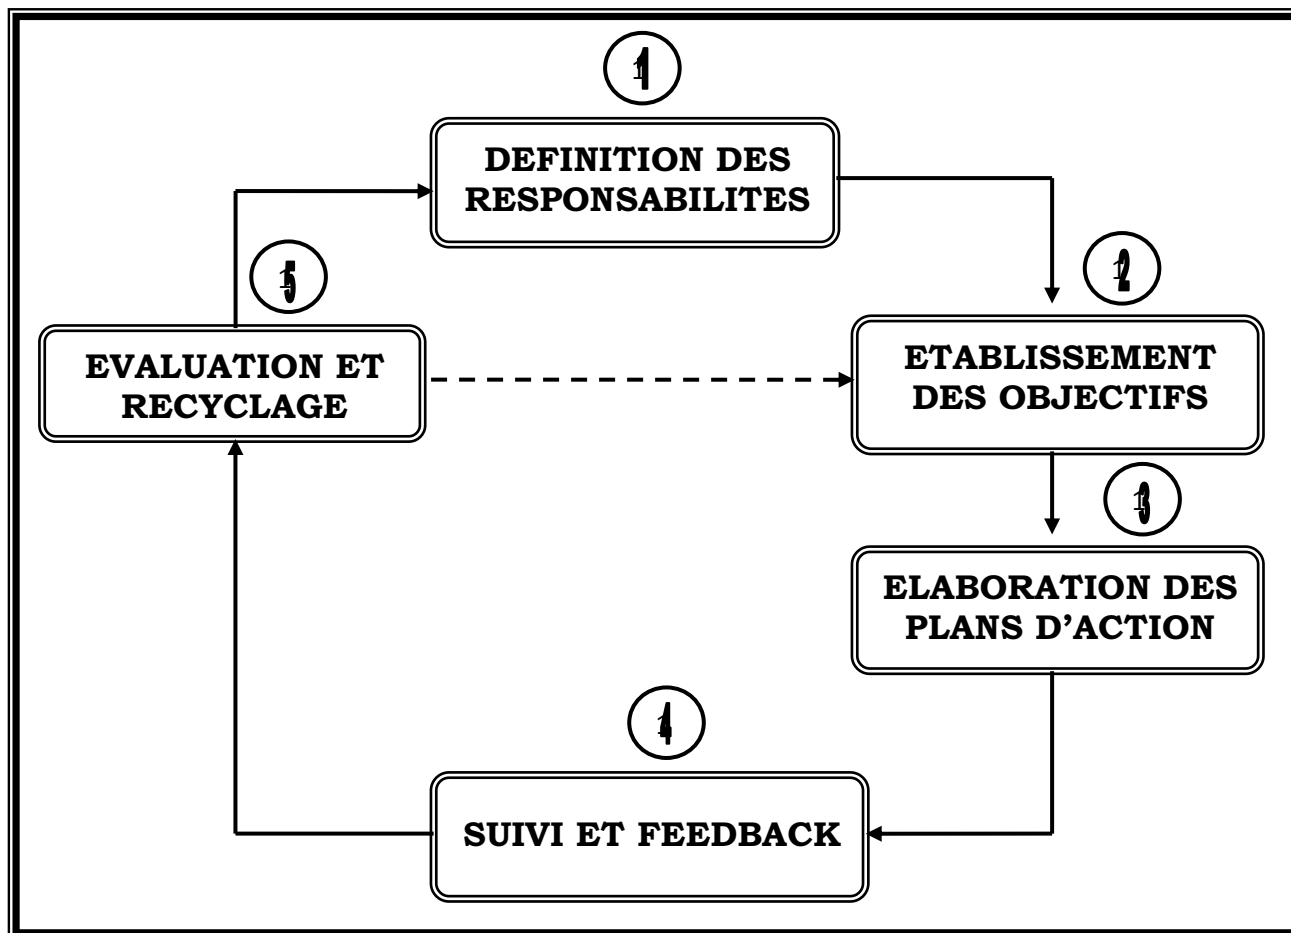 1
DEFINITION DES
RESPONSABILITES
2
ETABLISSEMENT
DES OBJECTIFS
3
ELABORATION DES
PLANS D’ACTION
4
SUIVI ET FEEDBACK
5
EVALUATION ET
RECYCLAGE